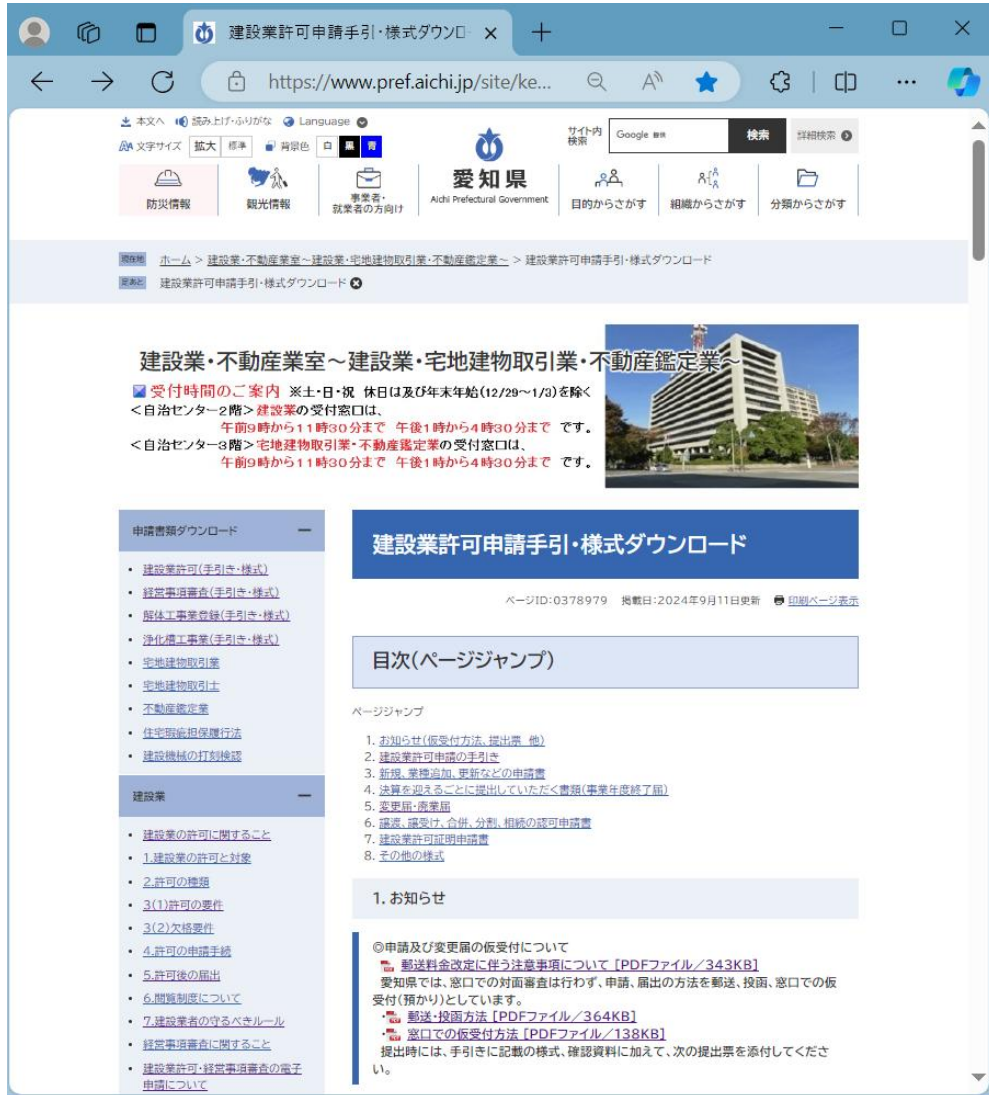 建設業許可申請手引・様式ダウンロ
https://www.pref.aichi.jp/site/ke...
本文へ 読み上げ・ふりがな Language
文字サイズ 拡大 標準 背景色 白 黒 青
サイト内検索 Google 検索 詳細検索
愛知県
Aichi Prefectural Government
防災情報 観光情報 事業者・就業者の方向け 目的からさがす 組織からさがす 分類からさがす
現在地 ホーム > 建設業・不動産業室~建設業・宅地建物取引業・不動産鑑定業~ > 建設業許可申請手引・様式ダウンロード
足あと 建設業許可申請手引・様式ダウンロード
建設業・不動産業室~建設業・宅地建物取引業・不動産鑑定業~
受付時間のご案内 ※土・日・祝 休日は及び年末年始(12/29~1/3)を除く
<自治センター2階>建設業の受付窓口は、
午前9時から11時30分まで 午後1時から4時30分まで です。
<自治センター3階>宅地建物取引業・不動産鑑定業の受付窓口は、
午前9時から11時30分まで 午後1時から4時30分まで です。
申請書類ダウンロード
・建設業許可(手引き・様式)
・経営事項審査(手引き・様式)
・解体工事業登録(手引き・様式)
・浄化槽工事業(手引き・様式)
・宅地建物取引業
・宅地建物取引士
・不動産鑑定業
・住宅瑕疵担保履行法
・建設機械の打刻検認
建設業
・建設業の許可に関すること
・1.建設業の許可と対象
・2.許可の種類
・3(1)許可の要件
・3(2)欠格要件
・4.許可の申請手続
・5.許可後の届出
・6.閲覧制度について
・7.建設業者の守るべきルール
・経営事項審査に関すること
・建設業許可・経営事項審査の電子
申請について
建設業許可申請手引・様式ダウンロード
ページID:0378979 掲載日:2024年9月11日更新 印刷ページ表示
目次(ページジャンプ)
ページジャンプ
1. お知らせ(仮受付方法、提出票 他)
2. 建設業許可申請の手引き
3. 新規、業種追加、更新などの申請書
4. 決算を迎えるごとに提出していただく書類(事業年度終了届)
5. 変更届・廃業届
6. 譲渡、譲受け、合併、分割、相続の認可申請書
7. 建設業許可証明申請書
8. その他の様式
1. お知らせ
◎申請及び変更届の仮受付について
郵送料金改定に伴う注意事項について [PDFファイル/343KB]
愛知県では、窓口での対面審査は行わず、申請、届出の方法を郵送、投函、窓口での仮
受付(預かり)としています。
・郵送・投函方法 [PDFファイル/364KB]
・窓口での仮受付方法 [PDFファイル/138KB]
提出時には、手引きに記載の様式、確認資料に加えて、次の提出票を添付してくださ
い。